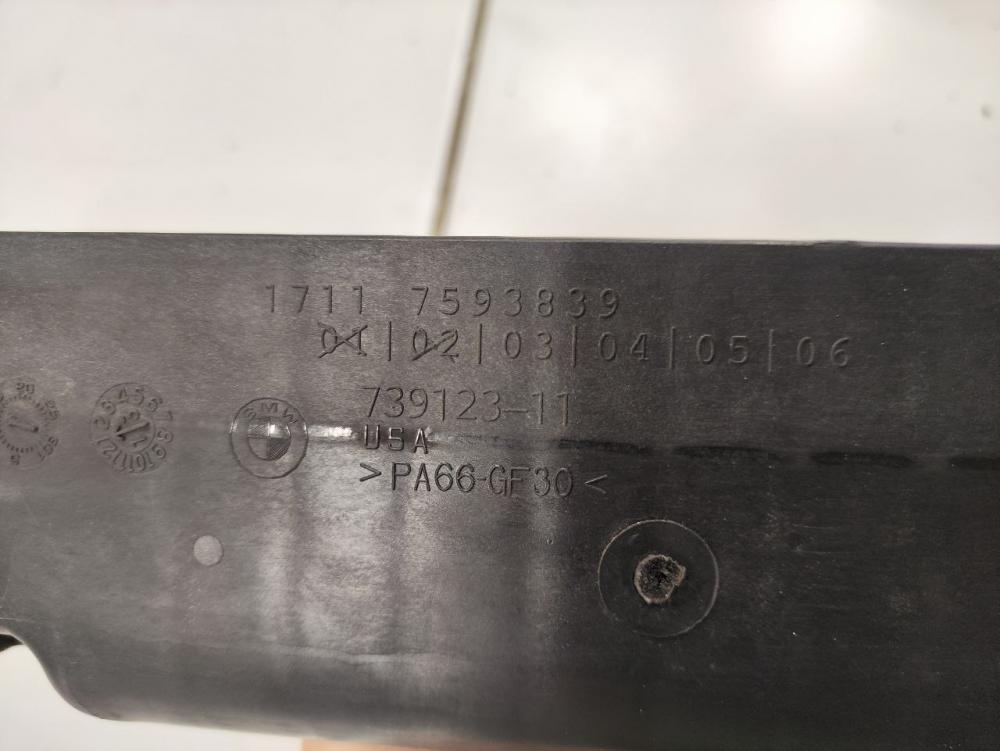 1711 7593839
01|02|03|04|05|06
739123-11
BMW
USA
>PA66-GF30<